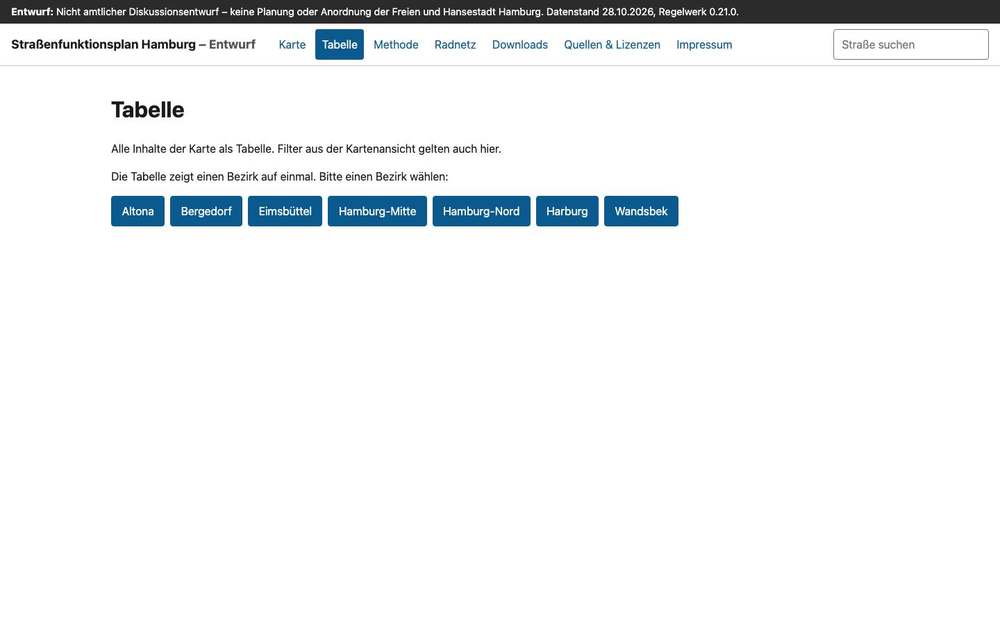 Entwurf: Nicht amtlicher Diskussionsentwurf – keine Planung oder Anordnung der Freien und Hansestadt Hamburg. Datenstand 28.10.2026, Regelwerk 0.21.0.
Straßenfunktionsplan Hamburg – Entwurf Karte Tabelle Methode Radnetz Downloads Quellen & Lizenzen Impressum Straße suchen
Tabelle
Alle Inhalte der Karte als Tabelle. Filter aus der Kartenansicht gelten auch hier.
Die Tabelle zeigt einen Bezirk auf einmal. Bitte einen Bezirk wählen:
Altona Bergedorf Eimsbüttel Hamburg-Mitte Hamburg-Nord Harburg Wandsbek